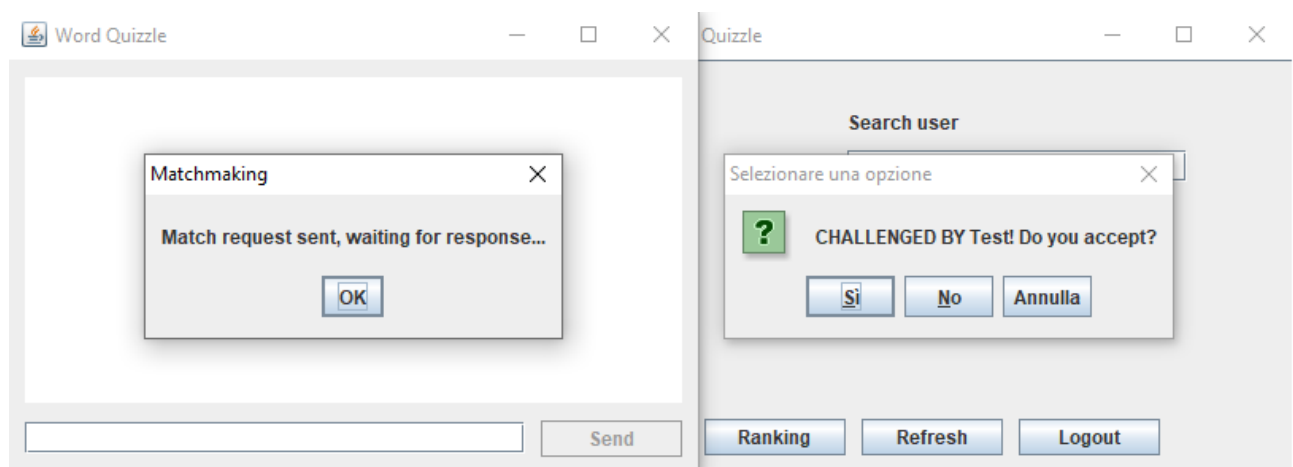 Word Quizzle
Matchmaking
Match request sent, waiting for response...
OK
Send
Quizzle
Search user
Selezionare una opzione
?
CHALLENGED BY Test! Do you accept?
Sì No Annulla
Ranking Refresh Logout